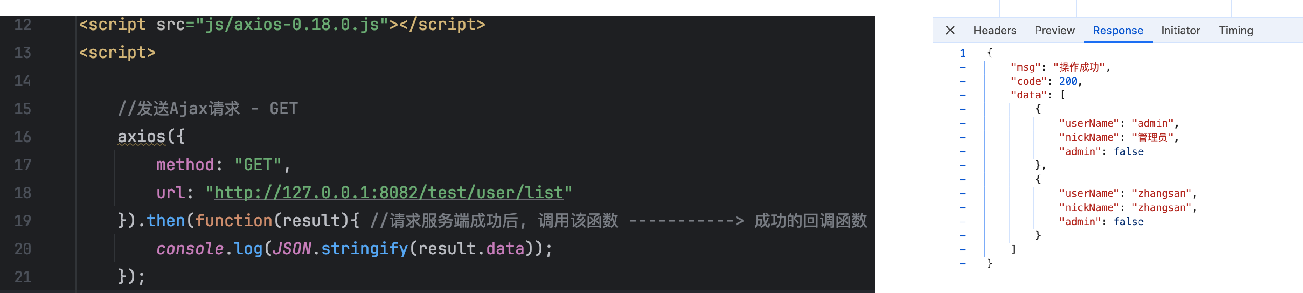 12 <script src="js/axios-0.18.0.js"></script>
13 <script>
14
15 //发送Ajax请求 - GET
16 axios({
17 method: "GET",
18 url: "http://127.0.0.1:8082/test/user/list"
19 }).then(function(result){ //请求服务端成功后, 调用该函数 -----------> 成功的回调函数
20 console.log(JSON.stringify(result.data));
21 });
× Headers Preview Response Initiator Timing
1 {
- "msg": "操作成功",
- "code": 200,
- "data": [
- {
- "userName": "admin",
- "nickName": "管理员",
- "admin": false
- },
- {
- "userName": "zhangsan",
- "nickName": "zhangsan",
- "admin": false
- }
- ]
- }